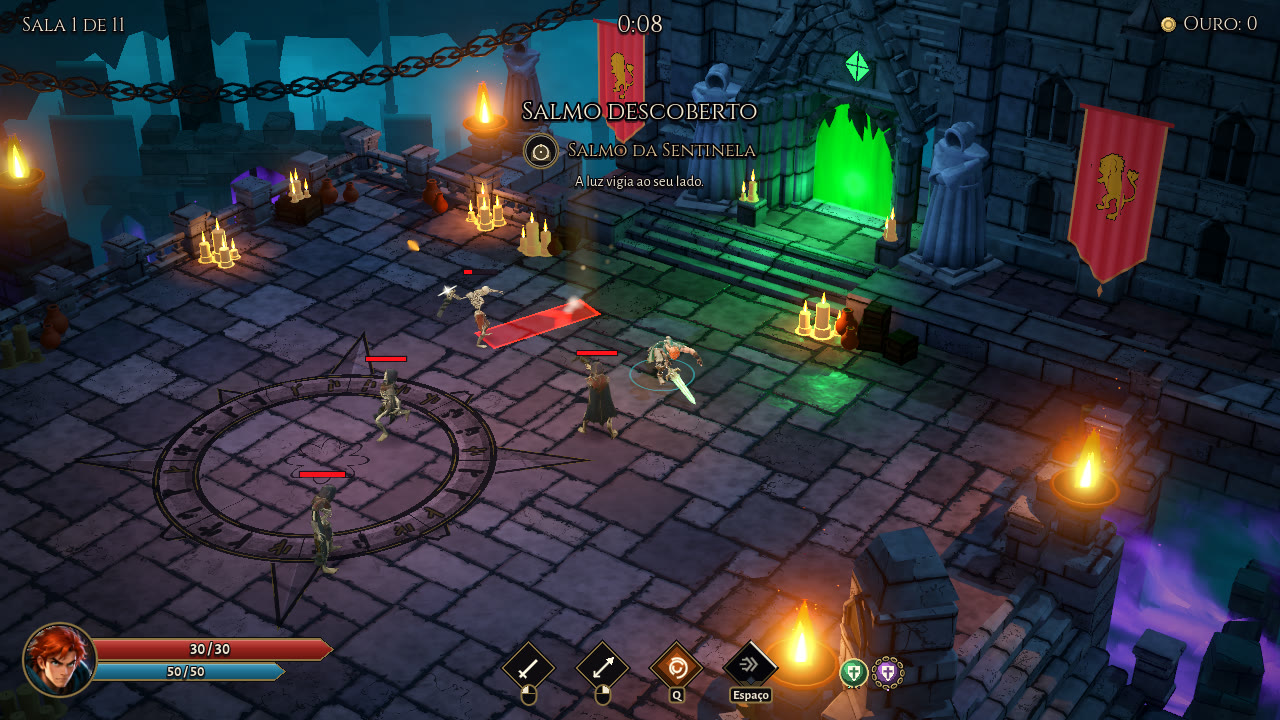 SALA 1 DE 11
0:08
OURO: 0
SALMO DESCOBERTO
SALMO DA SENTINELA
A luz vigia ao seu lado.
30/30
50/50
Q
Espaço